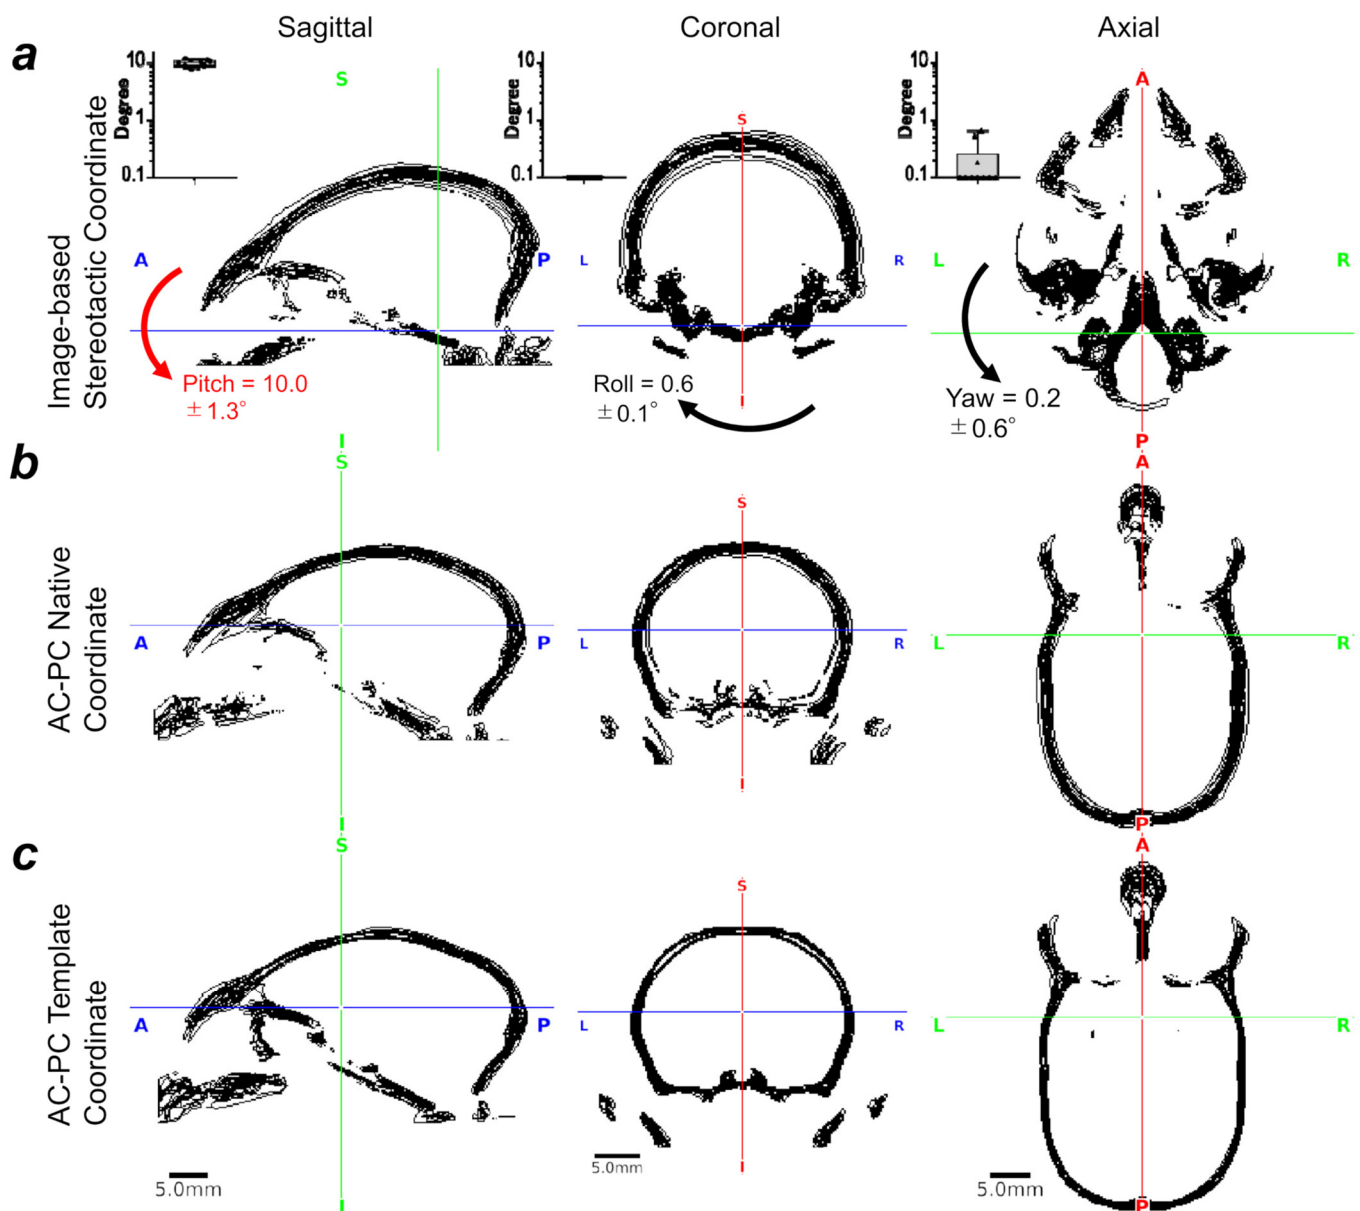 Sagittal Coronal Axial
a
10
1
0.1
Degree
S
10
1
0.1
Degree
S
10
1
0.1
Degree
A
Image-based
Stereotactic Coordinate
A P
L R
L R
Pitch = 10.0
±1.3°
I
Roll = 0.6
±0.1°
I
Yaw = 0.2
±0.6°
P
b
S
S
A
AC-PC Native
Coordinate
A P
L R
L R
I
I
P
c
S
S
A
AC-PC Template
Coordinate
A P
L R
L R
5.0mm
I
5.0mm
I
5.0mm
P